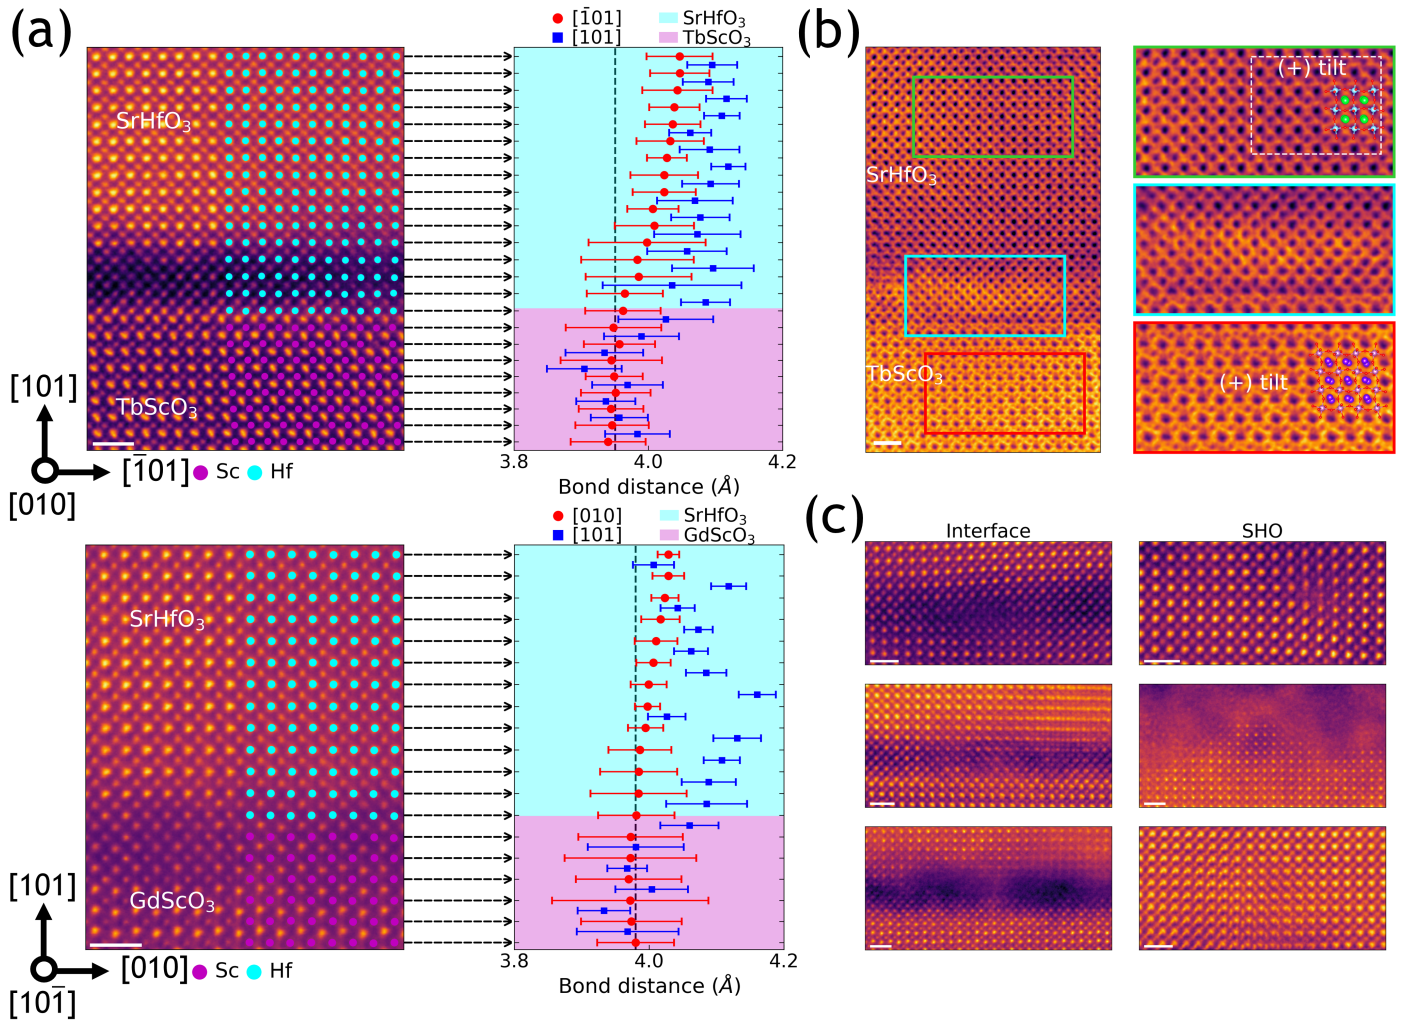 (a)
[1̄01]
[101]
SrHfO₃
TbScO₃
SrHfO₃
TbScO₃
[101]
[1̄01]
[010]
Sc
Hf
3.8
4.0
4.2
Bond distance (Å)
[010]
[101]
SrHfO₃
GdScO₃
SrHfO₃
GdScO₃
[101]
[010]
[101̄]
Sc
Hf
3.8
4.0
4.2
Bond distance (Å)
(b)
SrHfO₃
TbScO₃
(+) tilt
(+) tilt
(c)
Interface
SHO